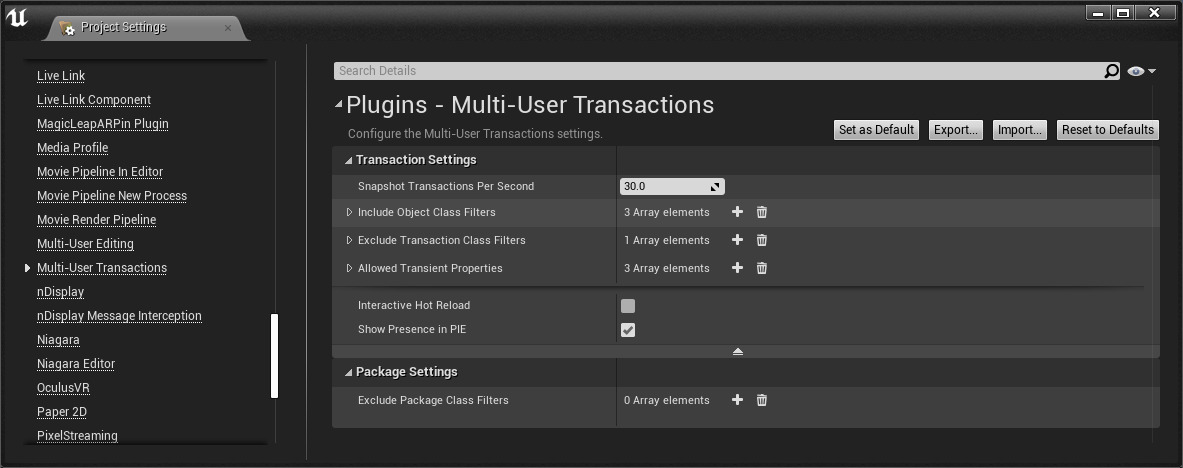 Project Settings
Live Link
Live Link Component
MagicLeapARPin Plugin
Media Profile
Movie Pipeline In Editor
Movie Pipeline New Process
Movie Render Pipeline
Multi-User Editing
Multi-User Transactions
nDisplay
nDisplay Message Interception
Niagara
Niagara Editor
OculusVR
Paper 2D
PixelStreaming
Search Details
Plugins - Multi-User Transactions
Configure the Multi-User Transactions settings.
Set as Default Export... Import... Reset to Defaults
Transaction Settings
Snapshot Transactions Per Second 30.0
Include Object Class Filters 3 Array elements
Exclude Transaction Class Filters 1 Array elements
Allowed Transient Properties 3 Array elements
Interactive Hot Reload
Show Presence in PIE
Package Settings
Exclude Package Class Filters 0 Array elements